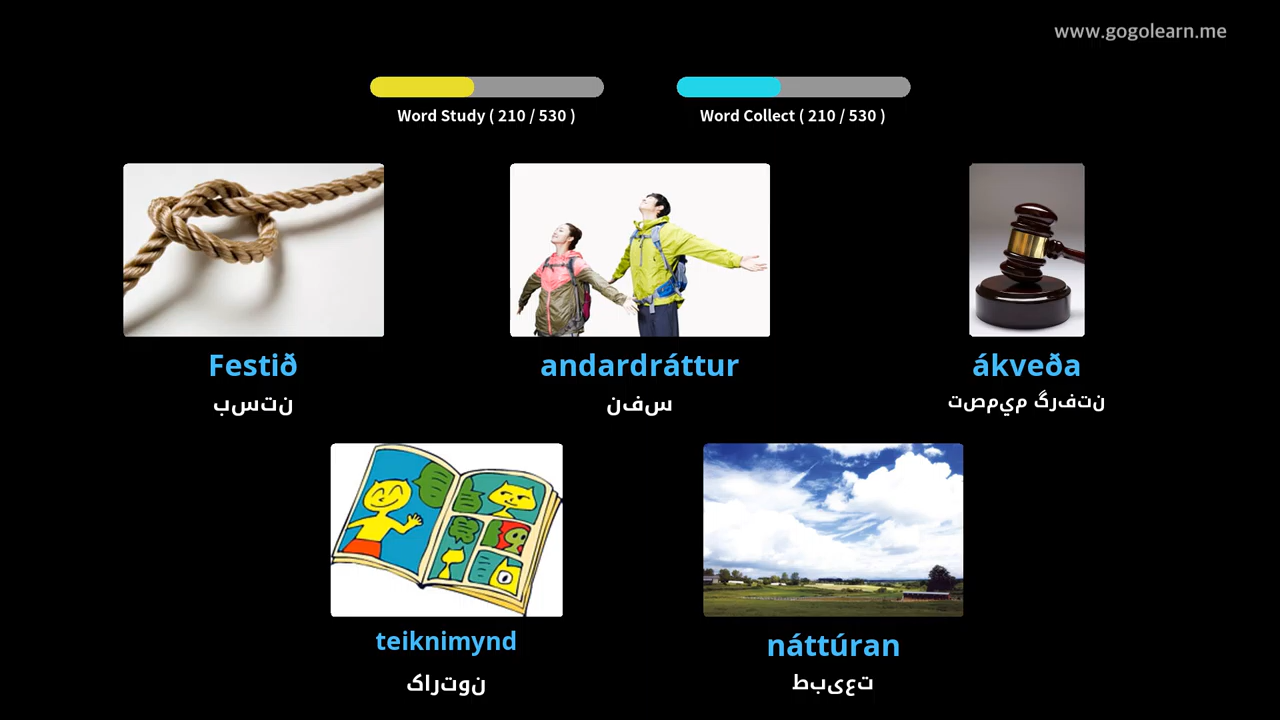 www.gogolearn.me
Word Study ( 210 / 530 )
Word Collect ( 210 / 530 )
Festið
بستن
andardráttur
نفس
ákveða
تصميم گرفتن
teiknimynd
کارتون
náttúran
طبیعت